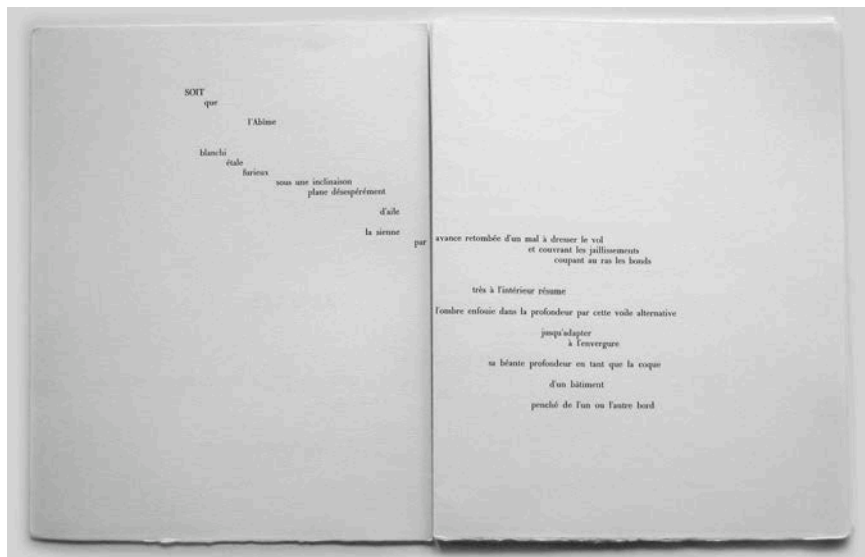 SOIT
que
l'Abîme
blanchi
étale
furieux
sous une inclinaison
plane désespérément
d'aile
la sienne
par
avance retombée d'un mal à dresser le vol
et couvrant les jaillissements
coupant au ras les bonds
très à l'intérieur résume
l'ombre enfouie dans la profondeur par cette voile alternative
jusqu'adapter
à l'envergure
sa béante profondeur en tant que la coque
d'un bâtiment
penché de l'un ou l'autre bord